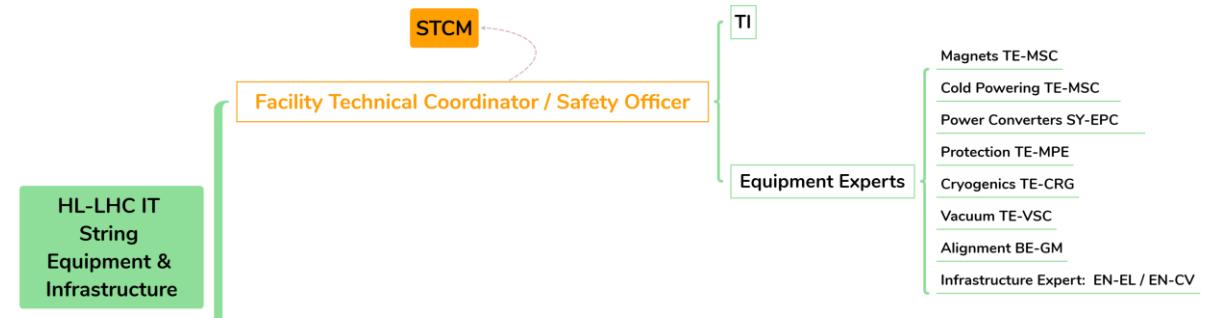 STCM
TI
Facility Technical Coordinator / Safety Officer
Magnets TE-MSC
Cold Powering TE-MSC
Power Converters SY-EPC
Protection TE-MPE
Equipment Experts
Cryogenics TE-CRG
Vacuum TE-VSC
Alignment BE-GM
Infrastructure Expert:  EN-EL / EN-CV
HL-LHC IT
String
Equipment &
Infrastructure